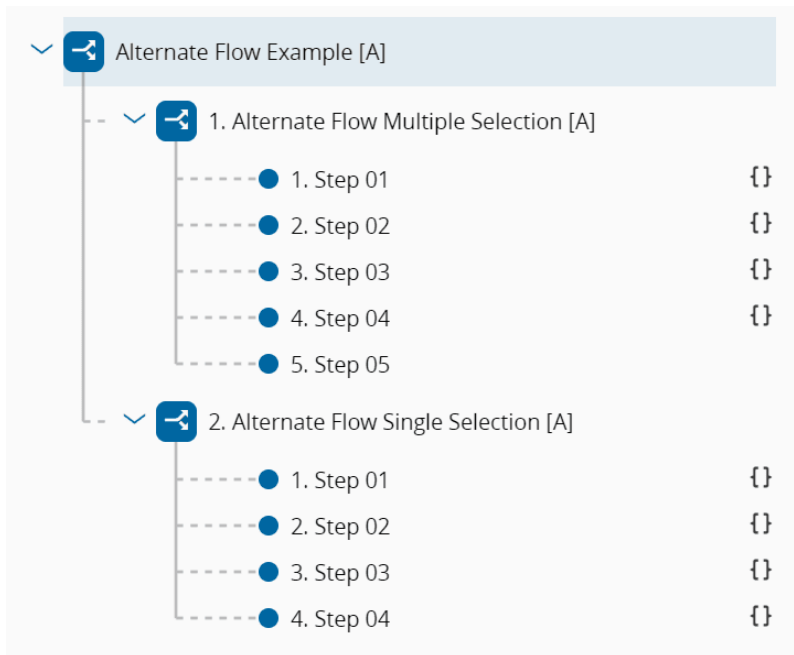 Alternate Flow Example [A]
1. Alternate Flow Multiple Selection [A]
1. Step 01 {}
2. Step 02 {}
3. Step 03 {}
4. Step 04 {}
5. Step 05
2. Alternate Flow Single Selection [A]
1. Step 01 {}
2. Step 02 {}
3. Step 03 {}
4. Step 04 {}